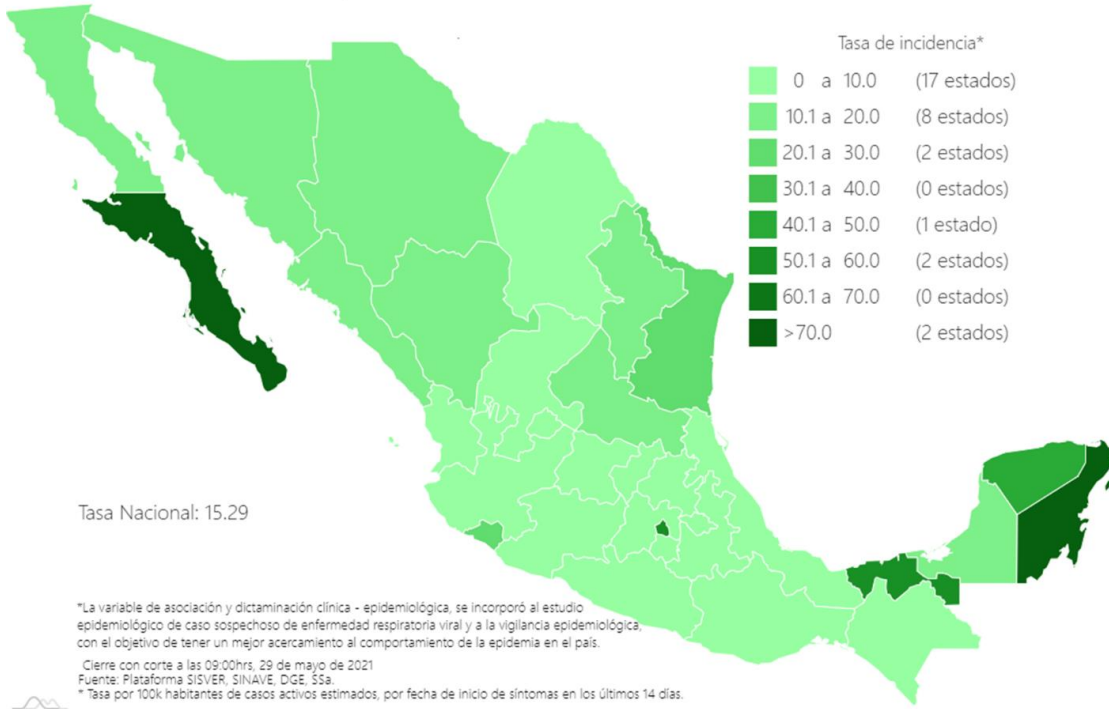 Tasa de incidencia*
0 a 10.0 (17 estados)
10.1 a 20.0 (8 estados)
20.1 a 30.0 (2 estados)
30.1 a 40.0 (0 estados)
40.1 a 50.0 (1 estado)
50.1 a 60.0 (2 estados)
60.1 a 70.0 (0 estados)
>70.0 (2 estados)
Tasa Nacional: 15.29
*La variable de asociación y dictaminación clínica - epidemiológica, se incorporó al estudio
epidemiológico de caso sospechoso de enfermedad respiratoria viral y a la vigilancia epidemiológica,
con el objetivo de tener un mejor acercamiento al comportamiento de la epidemia en el país.
Cierre con corte a las 09:00hrs, 29 de mayo de 2021
Fuente: Plataforma SISVER, SINAVE, DGE, SSa.
* Tasa por 100k habitantes de casos activos estimados, por fecha de inicio de síntomas en los últimos 14 días.